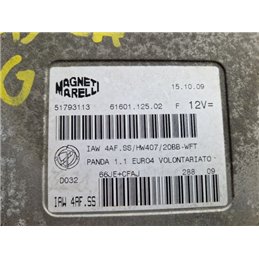 MAGNETI
MARELLI
15.10.09
51793113 61601.125.02 F 12V=
IAW 4AF.SS/HW407/20BB-WFT
PANDA 1.1 EURO4 VOLONTARIATO
D032 66JE+CFAJ 288 09
IAW 4AF.SS